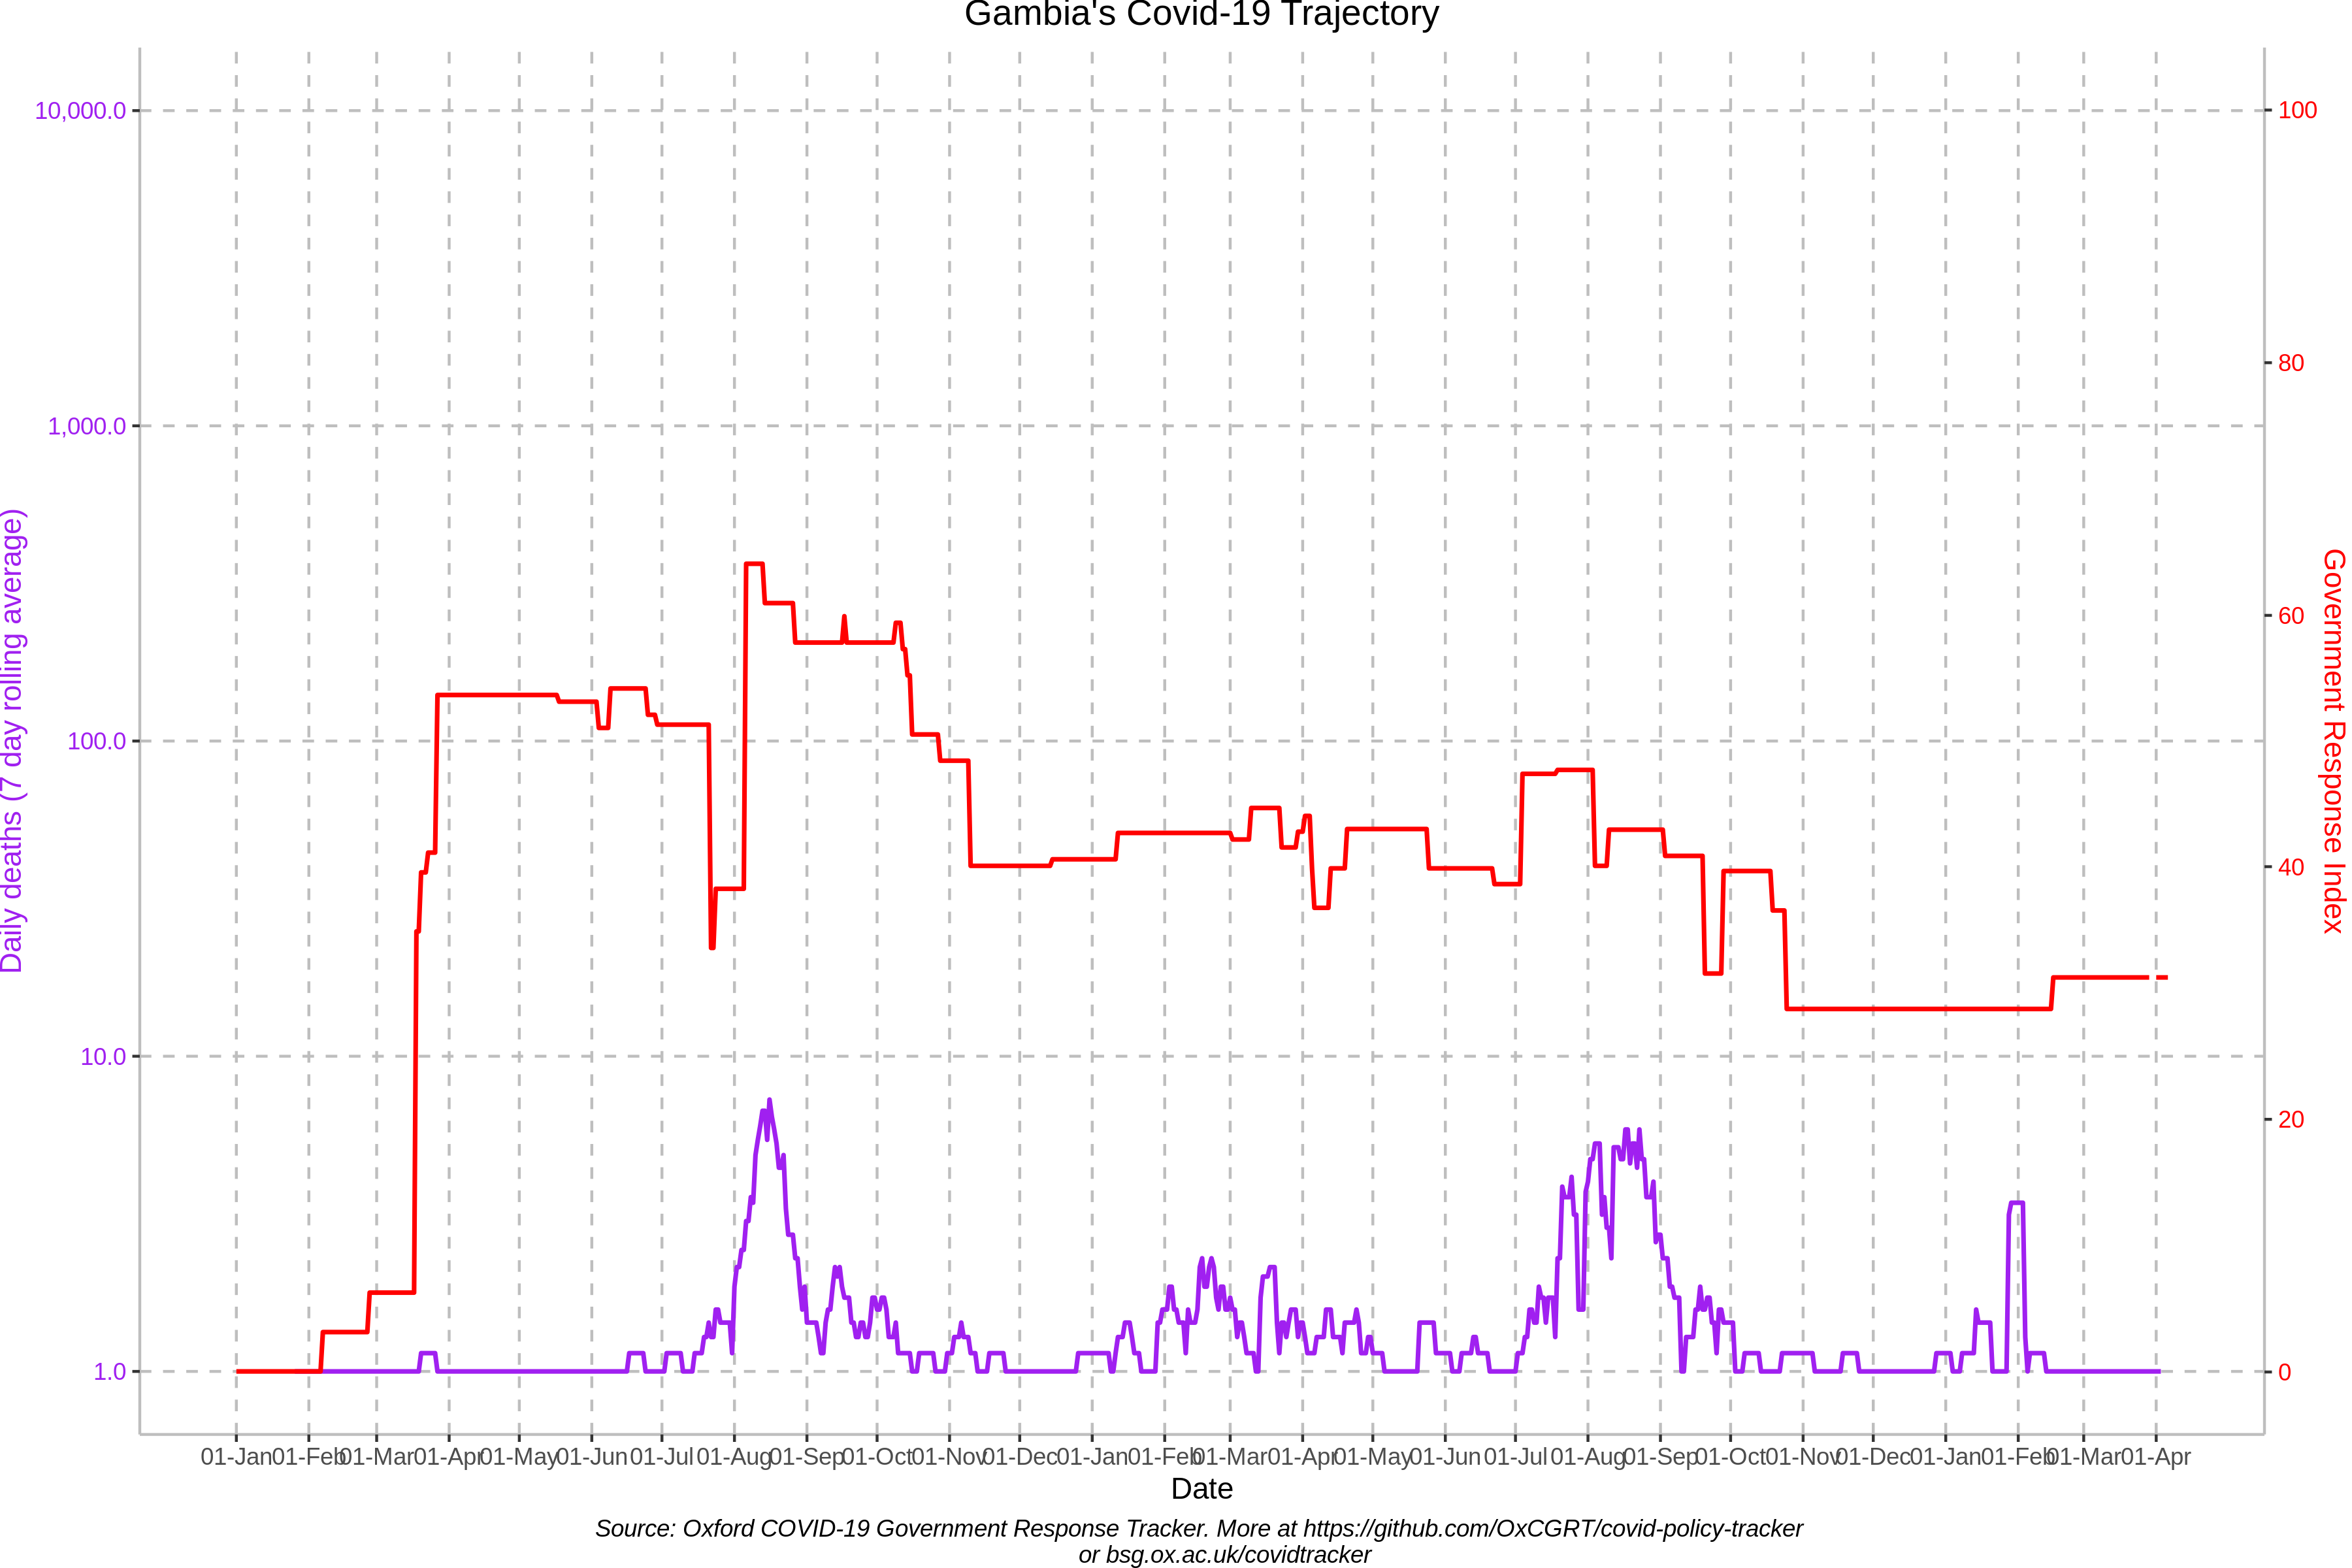 Gambia's Covid-19 Trajectory
Daily deaths (7 day rolling average)
10,000.0
1,000.0
100.0
10.0
1.0
100
80
60
40
20
0
Government Response Index
01-Jan 01-Feb 01-Mar 01-Apr 01-May 01-Jun 01-Jul 01-Aug 01-Sep 01-Oct 01-Nov 01-Dec 01-Jan 01-Feb 01-Mar 01-Apr 01-May 01-Jun 01-Jul 01-Aug 01-Sep 01-Oct 01-Nov 01-Dec 01-Jan 01-Feb 01-Mar 01-Apr
Date
Source: Oxford COVID-19 Government Response Tracker. More at https://github.com/OxCGRT/covid-policy-tracker
or bsg.ox.ac.uk/covidtracker